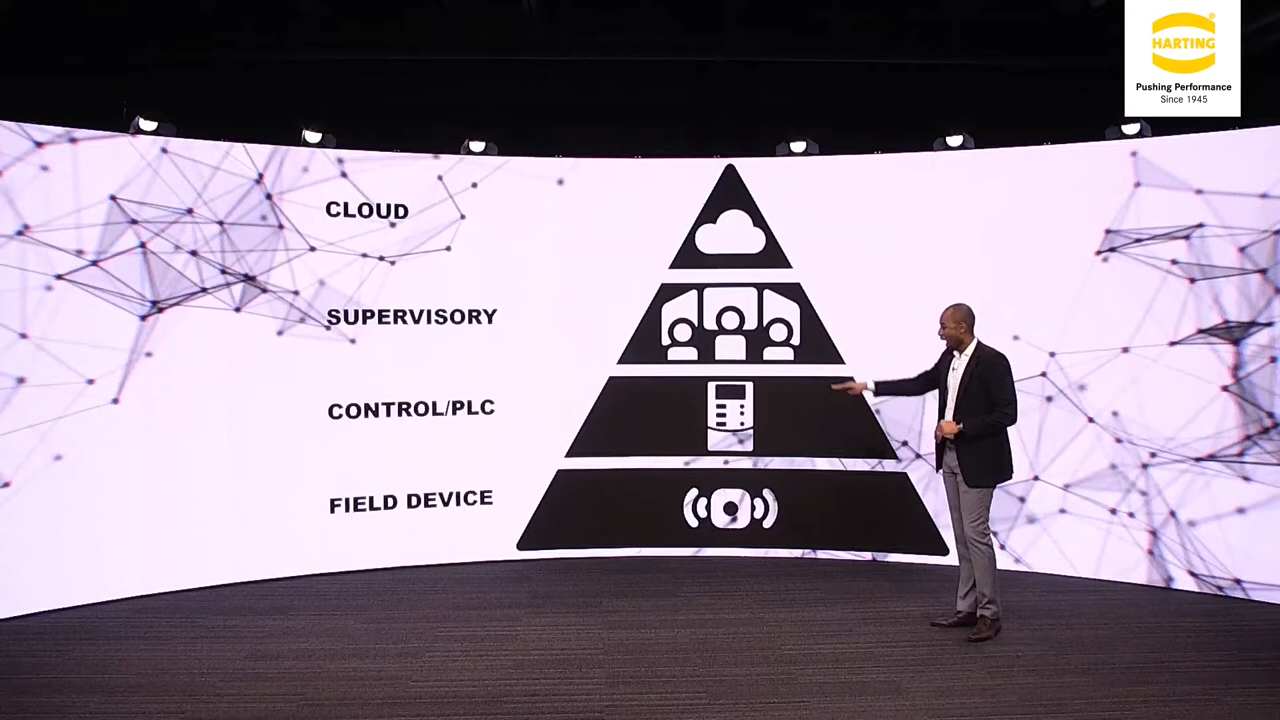 HARTING
Pushing Performance
Since 1945
CLOUD
SUPERVISORY
CONTROL/PLC
FIELD DEVICE